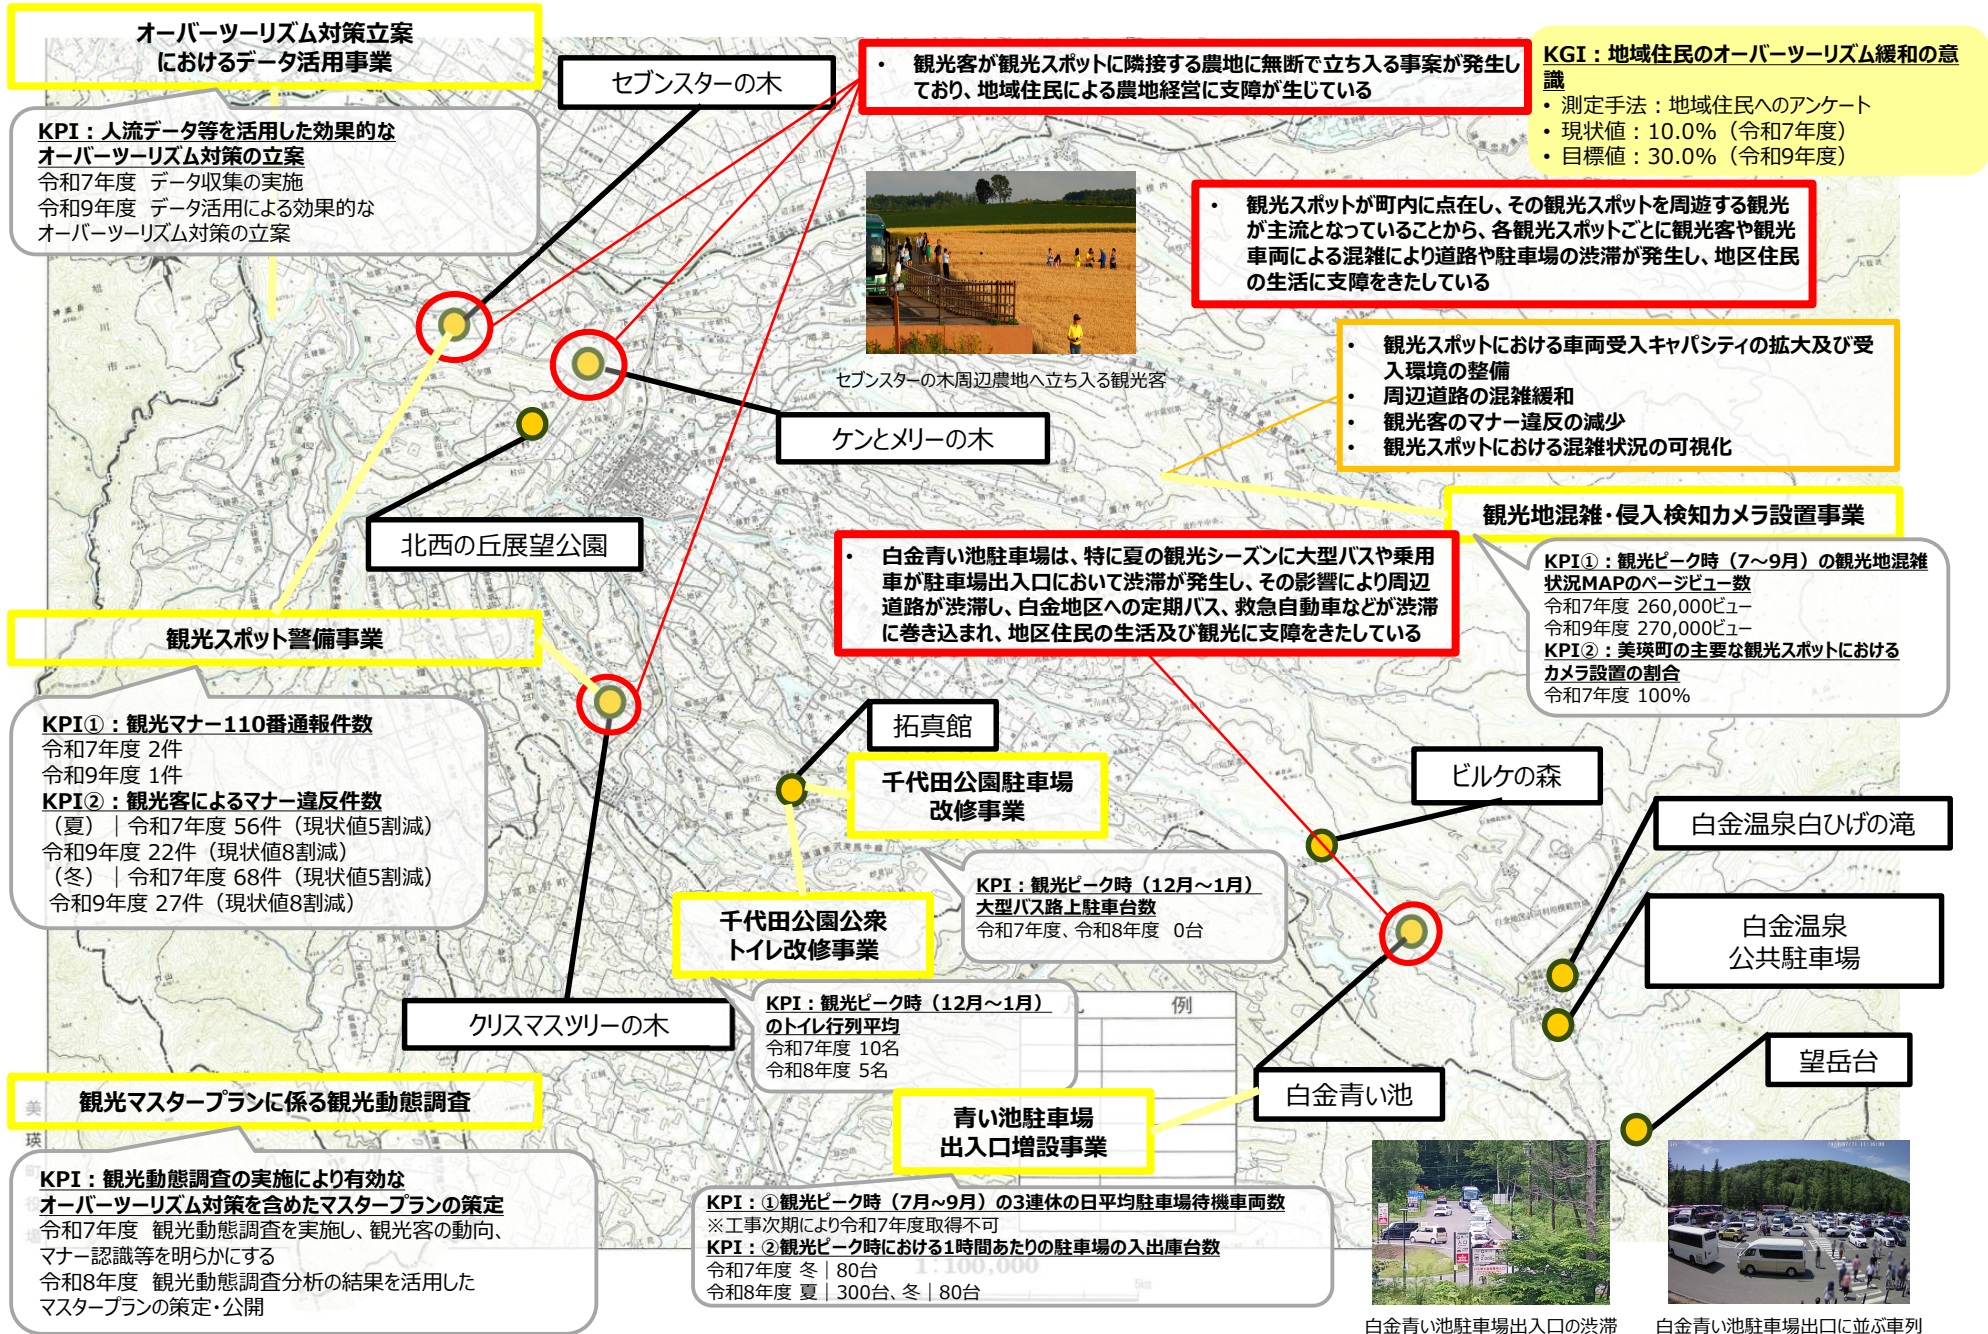 オーバーツーリズム対策立案
におけるデータ活用事業
KPI：人流データ等を活用した効果的な
オーバーツーリズム対策の立案
令和7年度 データ収集の実施
令和9年度 データ活用による効果的な
オーバーツーリズム対策の立案
セブンスターの木
• 観光客が観光スポットに隣接する農地に無断で立ち入る事案が発生し
ており、地域住民による農地経営に支障が生じている
KGI：地域住民のオーバーツーリズム緩和の意
識
• 測定手法：地域住民へのアンケート
• 現状値：10.0%（令和7年度）
• 目標値：30.0%（令和9年度）
• 観光スポットが町内に点在し、その観光スポットを周遊する観光
が主流となっていることから、各観光スポットごとに観光客や観光
車両による混雑により道路や駐車場の渋滞が発生し、地区住民
の生活に支障をきたしている
セブンスターの木周辺農地へ立ち入る観光客
• 観光スポットにおける車両受入キャパシティの拡大及び受
入環境の整備
• 周辺道路の混雑緩和
• 観光客のマナー違反の減少
• 観光スポットにおける混雑状況の可視化
ケンとメリーの木
北西の丘展望公園
観光地混雑・侵入検知カメラ設置事業
KPI①：観光ピーク時（7～9月）の観光地混雑
状況MAPのページビュー数
令和7年度 260,000ビュー
令和9年度 270,000ビュー
KPI②：美瑛町の主要な観光スポットにおける
カメラ設置の割合
令和7年度 100%
• 白金青い池駐車場は、特に夏の観光シーズンに大型バスや乗用
車が駐車場出入口において渋滞が発生し、その影響により周辺
道路が渋滞し、白金地区への定期バス、救急自動車などが渋滞
に巻き込まれ、地区住民の生活及び観光に支障をきたしている
観光スポット警備事業
KPI①：観光マナー110番通報件数
令和7年度 2件
令和9年度 1件
KPI②：観光客によるマナー違反件数
（夏）｜令和7年度 56件（現状値5割減）
令和9年度 22件（現状値8割減）
（冬）｜令和7年度 68件（現状値5割減）
令和9年度 27件（現状値8割減）
拓真館
千代田公園駐車場
改修事業
KPI：観光ピーク時（12月～1月）
大型バス路上駐車台数
令和7年度、令和8年度 0台
ビルケの森
白金温泉白ひげの滝
白金温泉
公共駐車場
千代田公園公衆
トイレ改修事業
KPI：観光ピーク時（12月～1月）
のトイレ行列平均
令和7年度 10名
令和8年度 5名
例
クリスマスツリーの木
望岳台
白金青い池
観光マスタープランに係る観光動態調査
KPI：観光動態調査の実施により有効な
オーバーツーリズム対策を含めたマスタープランの策定
令和7年度 観光動態調査を実施し、観光客の動向、
マナー認識等を明らかにする
令和8年度 観光動態調査分析の結果を活用した
マスタープランの策定・公開
青い池駐車場
出入口増設事業
KPI：①観光ピーク時（7月～9月）の3連休の日平均駐車場待機車両数
※工事次期により令和7年度取得不可
KPI：②観光ピーク時における1時間あたりの駐車場の入出庫台数
令和7年度 冬｜80台
令和8年度 夏｜300台、冬｜80台
1:100,000
白金青い池駐車場出入口の渋滞
白金青い池駐車場出口に並ぶ車列